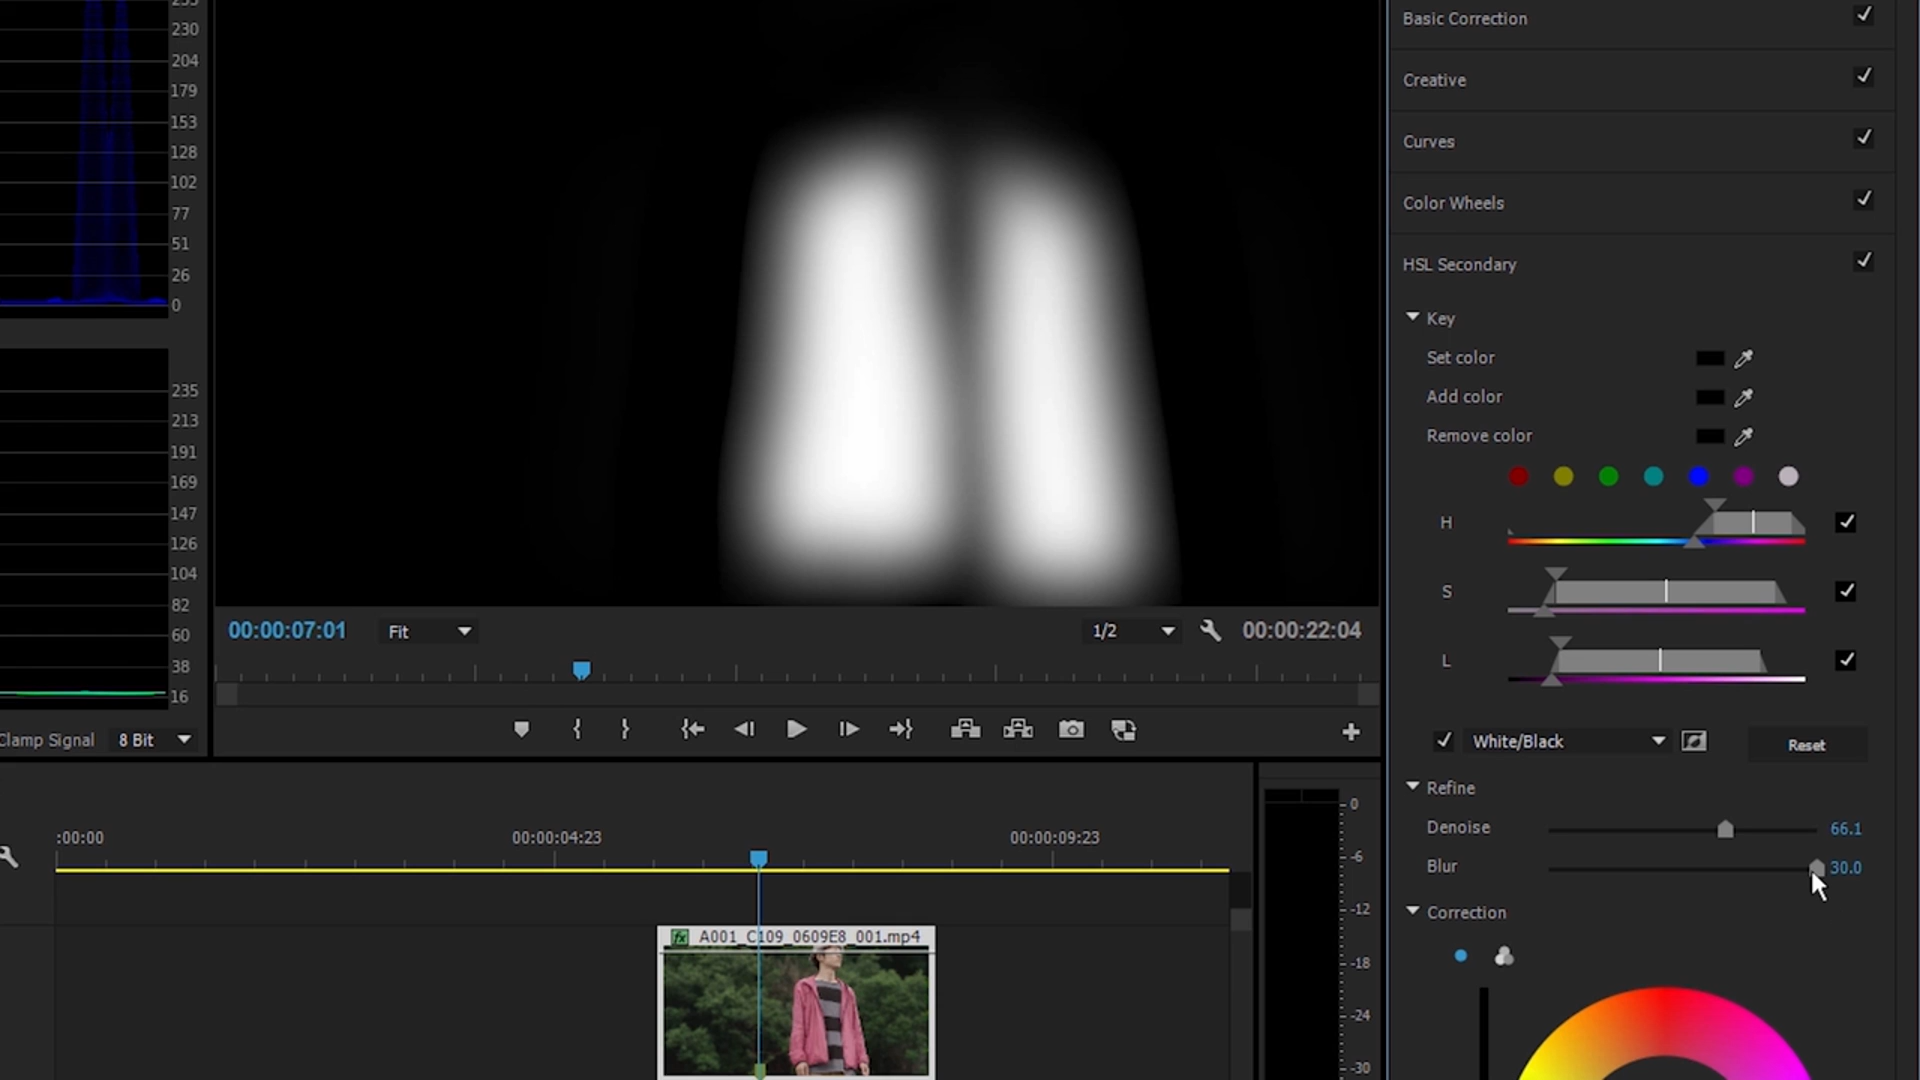 255
230
204
179
153
128
102
77
51
26
0
235
213
191
169
147
126
104
82
60
38
16
Clamp Signal 8 Bit
00:00:07:01 Fit 1/2 00:00:22:04
:00:00 00:00:04:23 00:00:09:23
A001_C109_0609E8_001.mp4
0
-6
-12
-18
-24
-30
Basic Correction
Creative
Curves
Color Wheels
HSL Secondary
Key
Set color
Add color
Remove color
H
S
L
White/Black Reset
Refine
Denoise 66.1
Blur 30.0
Correction